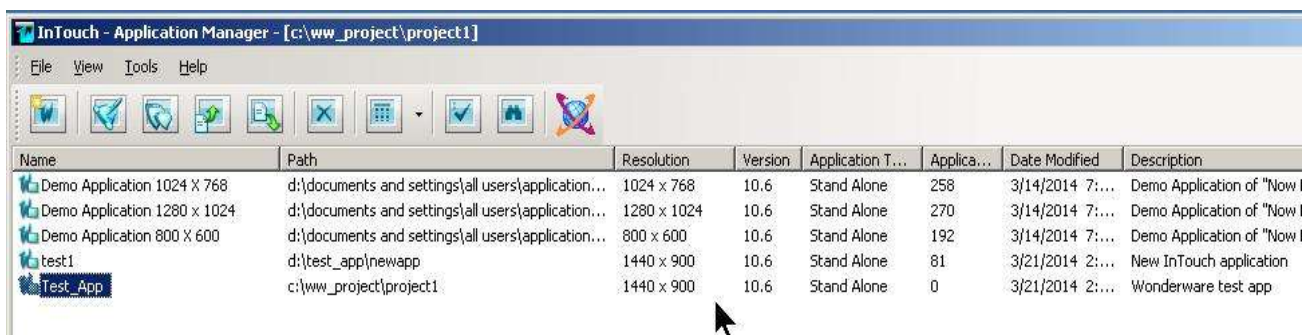 InTouch - Application Manager - [c:\ww_project\project1]
File View Tools Help
Name Path Resolution Version Application T... Applica... Date Modified Description
Demo Application 1024 X 768 d:\documents and settings\all users\application... 1024 x 768 10.6 Stand Alone 258 3/14/2014 7:... Demo Application of "Now
Demo Application 1280 x 1024 d:\documents and settings\all users\application... 1280 x 1024 10.6 Stand Alone 270 3/14/2014 7:... Demo Application of "Now
Demo Application 800 X 600 d:\documents and settings\all users\application... 800 x 600 10.6 Stand Alone 192 3/14/2014 7:... Demo Application of "Now
test1 d:\test_app\newapp 1440 x 900 10.6 Stand Alone 81 3/21/2014 2:... New InTouch application
Test_App c:\ww_project\project1 1440 x 900 10.6 Stand Alone 0 3/21/2014 2:... Wonderware test app